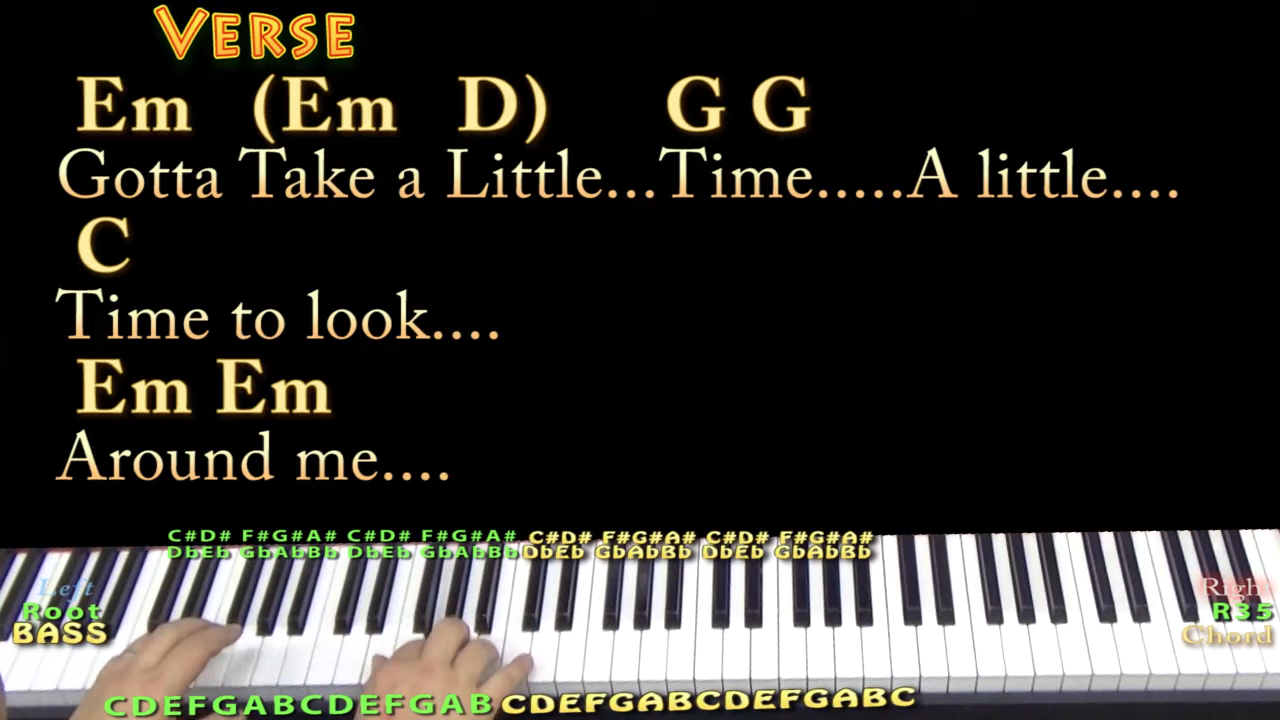 VERSE
Em (Em D) G G
Gotta Take a Little...Time.....A little....
C
Time to look....
Em Em
Around me....
C#D# F#G#A# C#D# F#G#A# C#D# F#G#A# C#D# F#G#A#
DbEb GbAbBb DbEb GbAbBb DbEb GbAbBb DbEb GbAbBb
Left
Root
BASS
Right
R35
Chord
CDEFGABCDEFGAB CDEFGABCDEFGABC